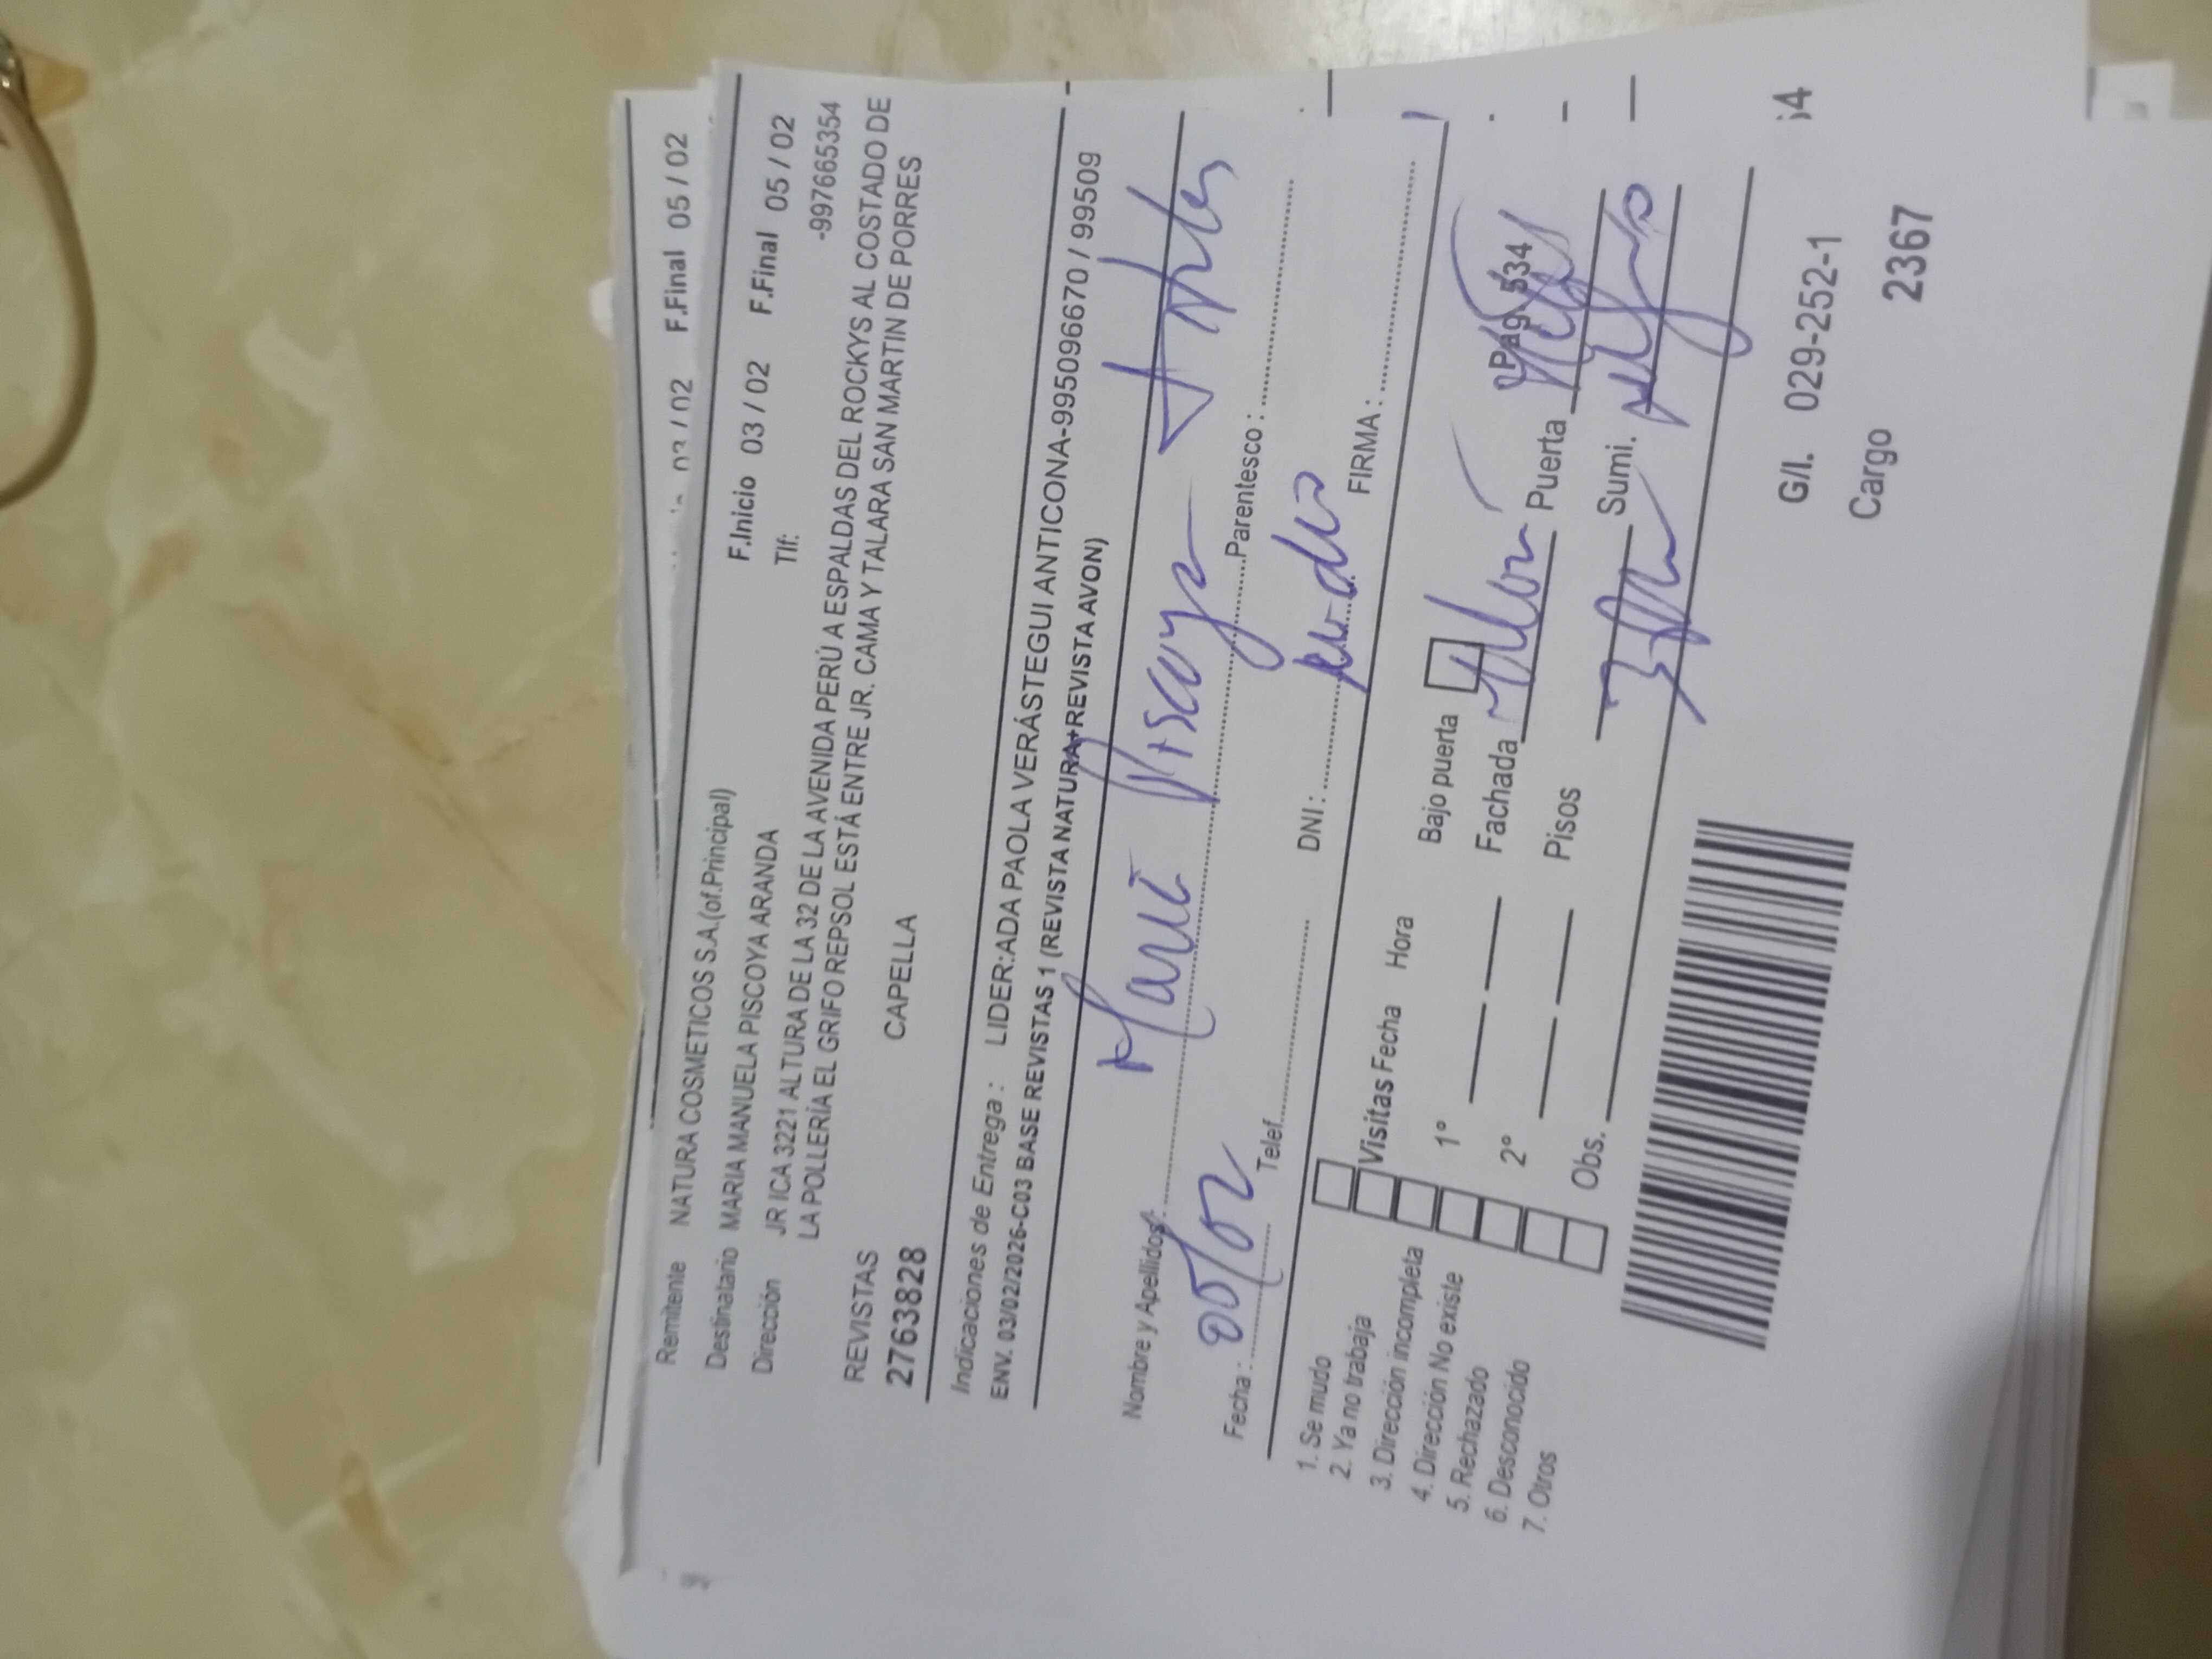 F.Final 05 / 02
Remitente NATURA COSMETICOS S.A.(of.Principal) F.Inicio 03 / 02 F.Final 05 / 02
Destinatario MARIA MANUELA PISCOYA ARANDA Tlf: -997665354
Dirección JR ICA 3221 ALTURA DE LA 32 DE LA AVENIDA PERÚ A ESPALDAS DEL ROCKYS AL COSTADO DE
LA POLLERÍA EL GRIFO REPSOL ESTÁ ENTRE JR. CAMA Y TALARA SAN MARTIN DE PORRES
REVISTAS CAPELLA
2763828
Indicaciones de Entrega : LIDER:ADA PAOLA VERÁSTEGUI ANTICONA-995096670 / 99509
ENV. 03/02/2026-C03 BASE REVISTAS 1 (REVISTA NATURA+REVISTA AVON)
Nombre y Apellidos: Piscoya
Fecha : 05/02 Telef. Parentesco :
DNI : FIRMA :
1. Se mudo
2. Ya no trabaja
3. Dirección incompleta
4. Dirección No existe
5. Rechazado
6. Desconocido
7. Otros
Visitas Fecha Hora Bajo puerta Pag 534
1º Fachada Puerta
2º Pisos Sumi.
Obs.
G/I. 029-252-1
Cargo 2367